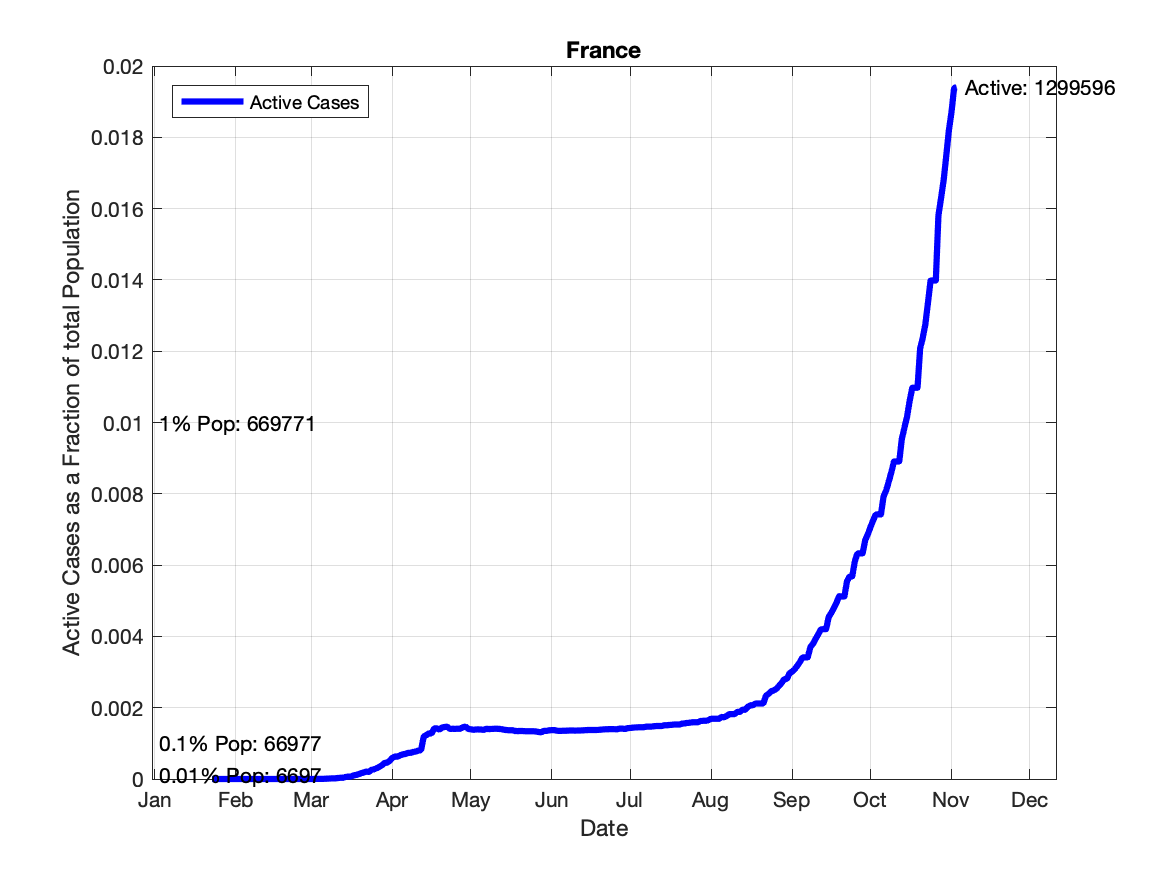 France
Active Cases
Active: 1299596
Active Cases as a Fraction of total Population
0.02
0.018
0.016
0.014
0.012
0.01
0.008
0.006
0.004
0.002
0
1% Pop: 669771
0.1% Pop: 66977
0.01% Pop: 6697
Jan Feb Mar Apr May Jun Jul Aug Sep Oct Nov Dec
Date